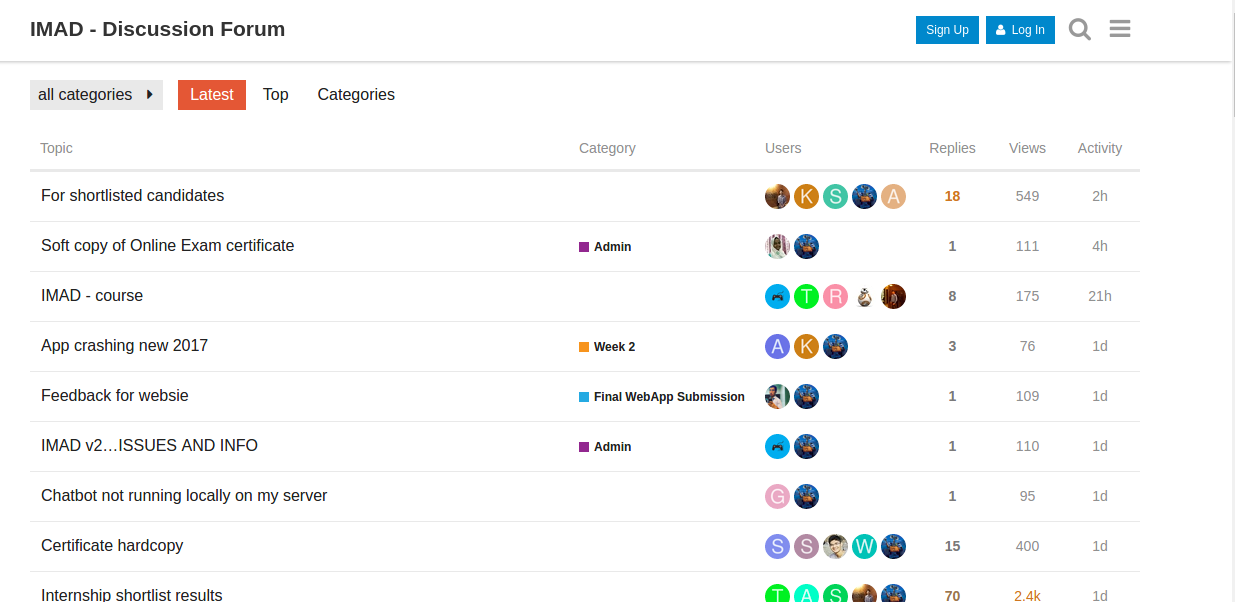 IMAD - Discussion Forum Sign Up Log In
all categories Latest Top Categories
Topic Category Users Replies Views Activity
For shortlisted candidates K S A 18 549 2h
Soft copy of Online Exam certificate Admin 1 111 4h
IMAD - course T R 8 175 21h
App crashing new 2017 Week 2 A K 3 76 1d
Feedback for websie Final WebApp Submission 1 109 1d
IMAD v2…ISSUES AND INFO Admin 1 110 1d
Chatbot not running locally on my server G 1 95 1d
Certificate hardcopy S S W 15 400 1d
Internship shortlist results T A S 70 2.4k 1d